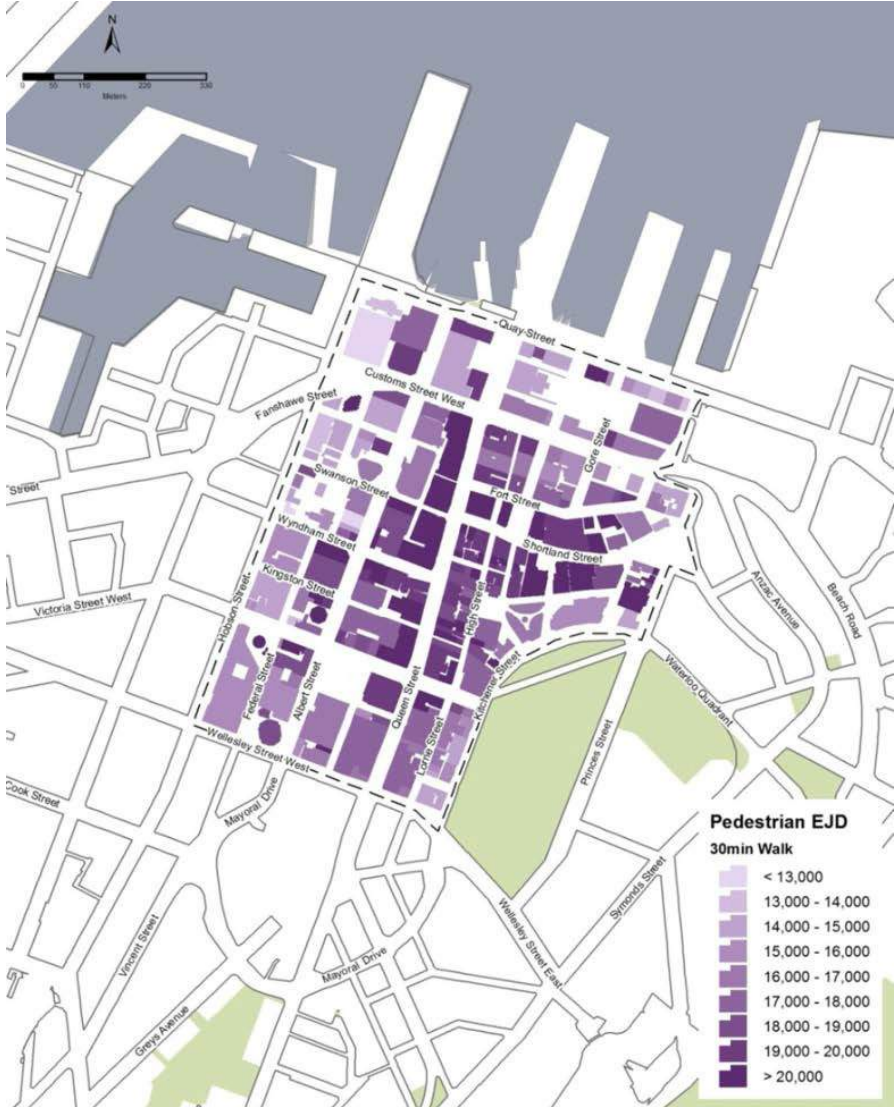 N
0 50 110 220 330
Meters
Quay Street
Customs Street West
Fanshawe Street
Gore Street
Swanson Street
Fort Street
Street
Wyndham Street
Shortland Street
Kingston Street
Victoria Street West
Hobson Street
High Street
Anzac Avenue
Beach Road
Federal Street
Albert Street
Queen Street
Kitchener Street
Waterloo Quadrant
Lorne Street
Princes Street
Wellesley Street West
Cook Street
Mayoral Drive
Symonds Street
Vincent Street
Mayoral Drive
Wellesley Street East
Greys Avenue
Pedestrian EJD
30min Walk
< 13,000
13,000 - 14,000
14,000 - 15,000
15,000 - 16,000
16,000 - 17,000
17,000 - 18,000
18,000 - 19,000
19,000 - 20,000
> 20,000